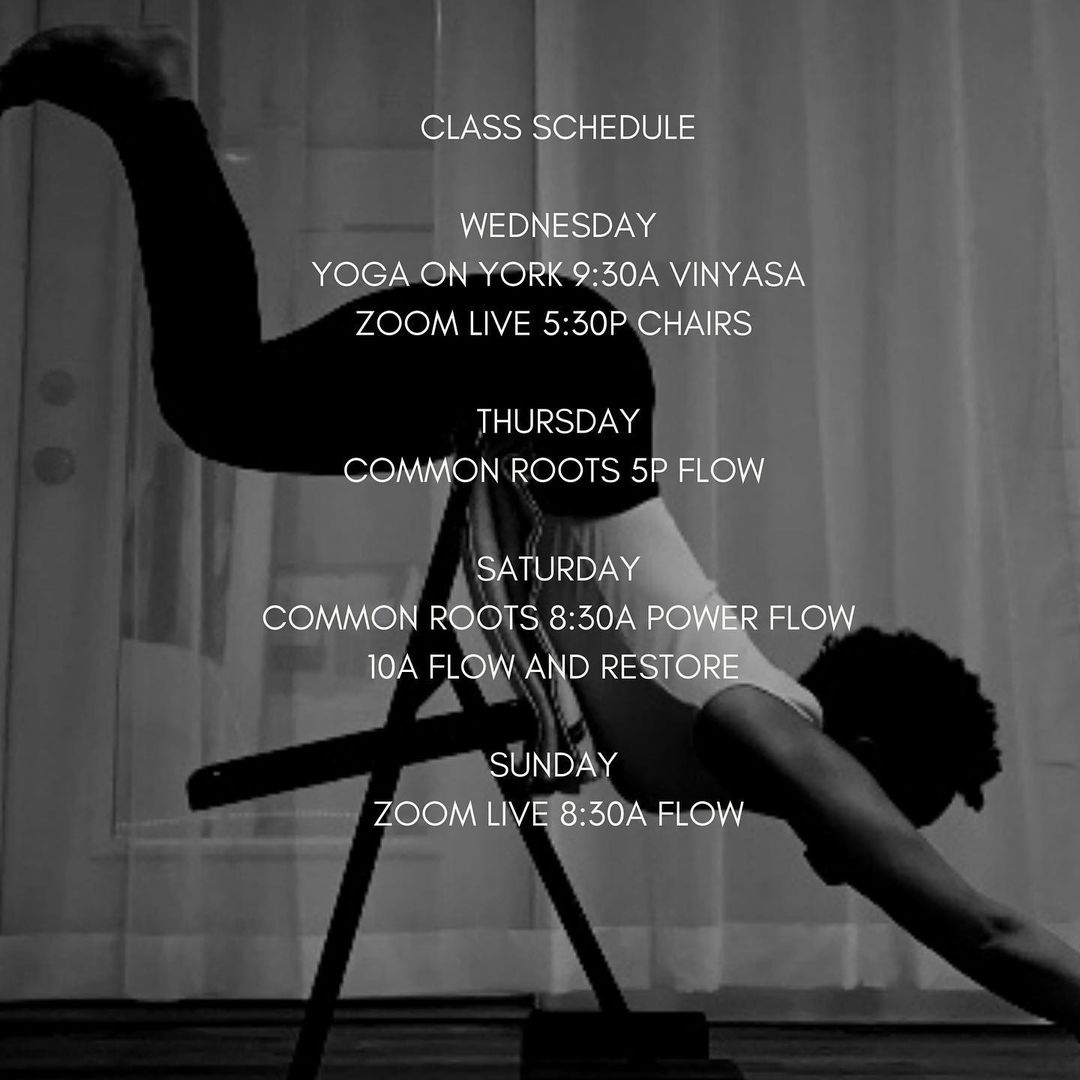 CLASS SCHEDULE
WEDNESDAY
YOGA ON YORK 9:30A VINYASA
ZOOM LIVE 5:30P CHAIRS
THURSDAY
COMMON ROOTS 5P FLOW
SATURDAY
COMMON ROOTS 8:30A POWER FLOW
10A FLOW AND RESTORE
SUNDAY
ZOOM LIVE 8:30A FLOW